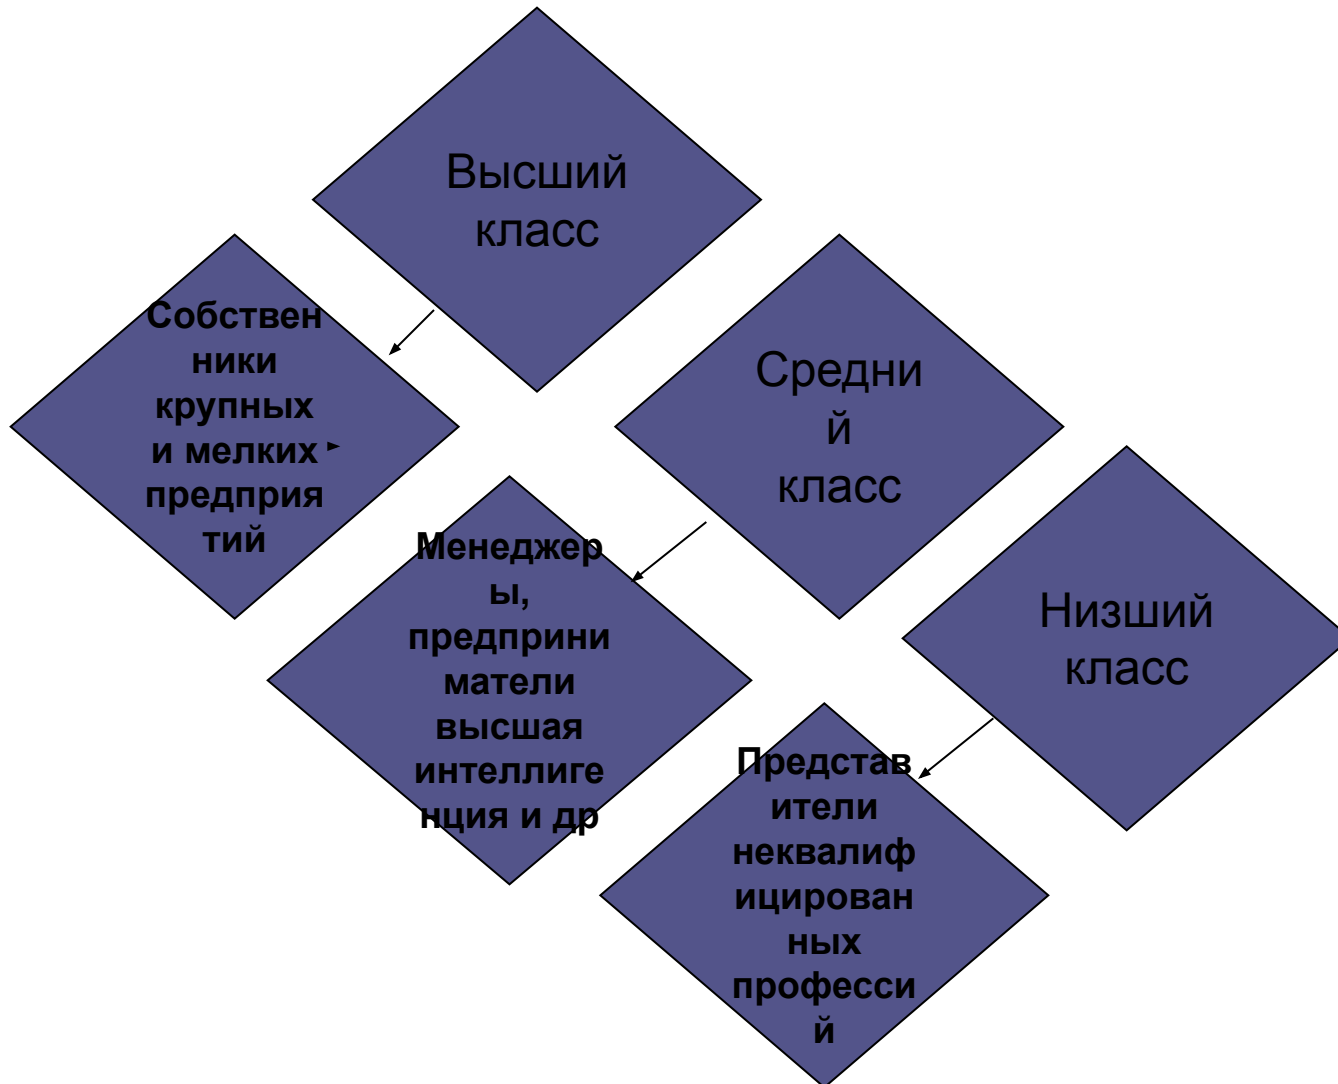 Высший
класс
Собствен
ники
крупных
и мелких
предприя
тий
Средни
й
класс
Менеджер
ы,
предприни
матели
высшая
интеллиге
нция и др
Низший
класс
Представ
ители
неквалиф
ицирован
ных
професси
й